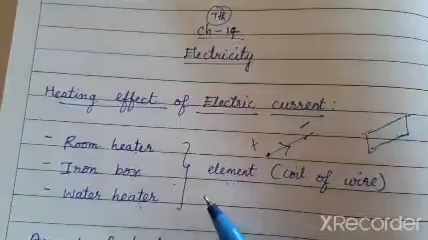 7th
Ch-14
Electricity
Heating effect of Electric current:
- Room heater
- Iron box
- Water heater
element (coil of wire)
XRecorder